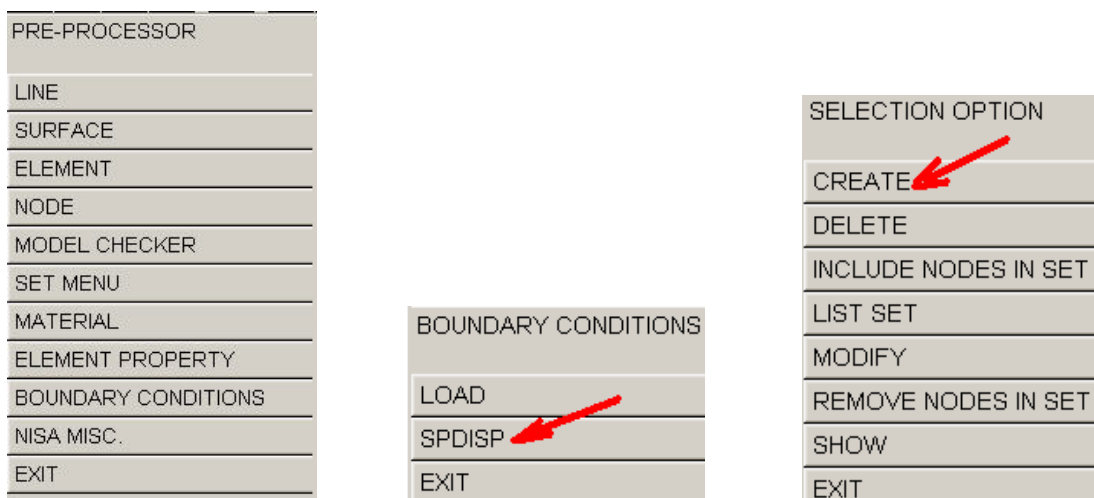 PRE-PROCESSOR
LINE
SURFACE
ELEMENT
NODE
MODEL CHECKER
SET MENU
MATERIAL
ELEMENT PROPERTY
BOUNDARY CONDITIONS
NISA MISC.
EXIT
BOUNDARY CONDITIONS
LOAD
SPDISP
EXIT
SELECTION OPTION
CREATE
DELETE
INCLUDE NODES IN SET
LIST SET
MODIFY
REMOVE NODES IN SET
SHOW
EXIT